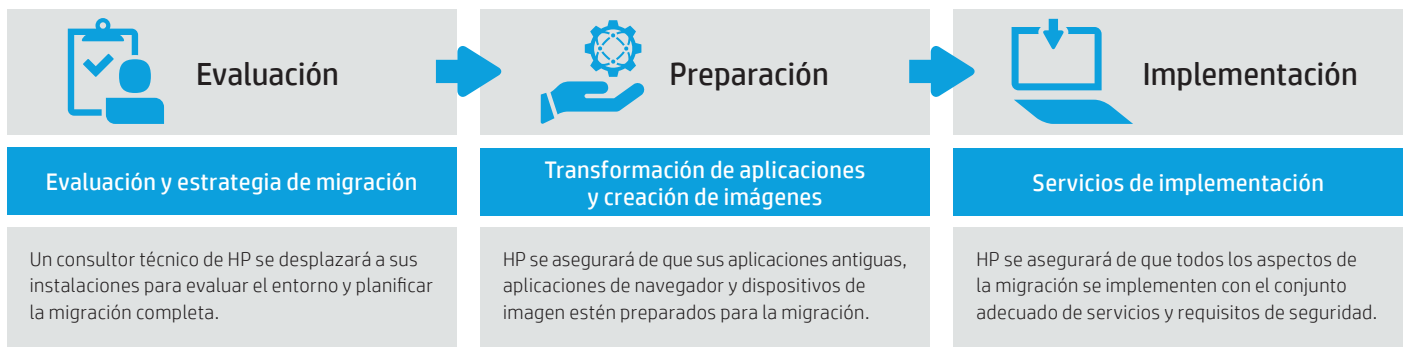 Evaluación
Evaluación y estrategia de migración
Un consultor técnico de HP se desplazará a sus
instalaciones para evaluar el entorno y planificar
la migración completa.
Preparación
Transformación de aplicaciones
y creación de imágenes
HP se asegurará de que sus aplicaciones antiguas,
aplicaciones de navegador y dispositivos de
imagen estén preparados para la migración.
Implementación
Servicios de implementación
HP se asegurará de que todos los aspectos de
la migración se implementen con el conjunto
adecuado de servicios y requisitos de seguridad.